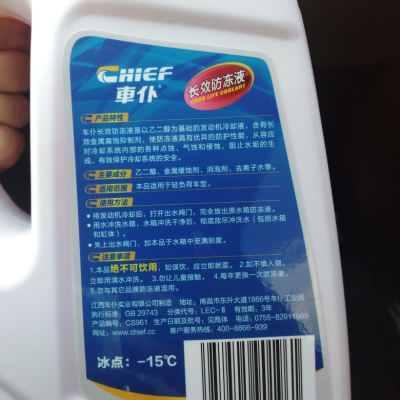 CHIEF
車仆
长效防冻液
LONG LIFE COOLANT
产品特性
车仆长效防冻液是以乙二醇为基础的发动机冷却液，含有长
效金属腐蚀抑制剂，使防冻液具有优异的防护性能，从容应
对冷却系统内部的各种点蚀、气蚀和侵蚀，阻止水垢的生
成，有效保护冷却系统的安全。
主要成分 乙二醇、金属缓蚀剂、消泡剂、去离子水等。
适用范围 本品适用于轻负荷车型。
使用方法
• 待发动机冷却后，打开出水阀门，完全放出原水箱防冻液。
• 用水冲洗水箱，水箱冲洗干净后，彻底放尽冲洗水（包括水箱
和缸体）。
• 关上出水阀门，加本品于水箱中至满刻度。
注意事项
1.本品绝不可饮用，如误饮，应立即就医。2.如不慎入眼，
立即用清水冲洗。3.勿让儿童接触。4.每年更换一次防冻液。
5.勿与其它品牌防冻液混用。
江西车仆实业有限公司制造 地址：南昌市东升大道1866号车仆工业园
执行标准：GB 29743 分类代号：LEC-Ⅱ 有效期：3年
产品编号：CS961 生产日期及批号：见瓶体 电话：0755-82911999
网址：www.chief.cc 客户服务热线：400-8866-939
冰点：-15℃